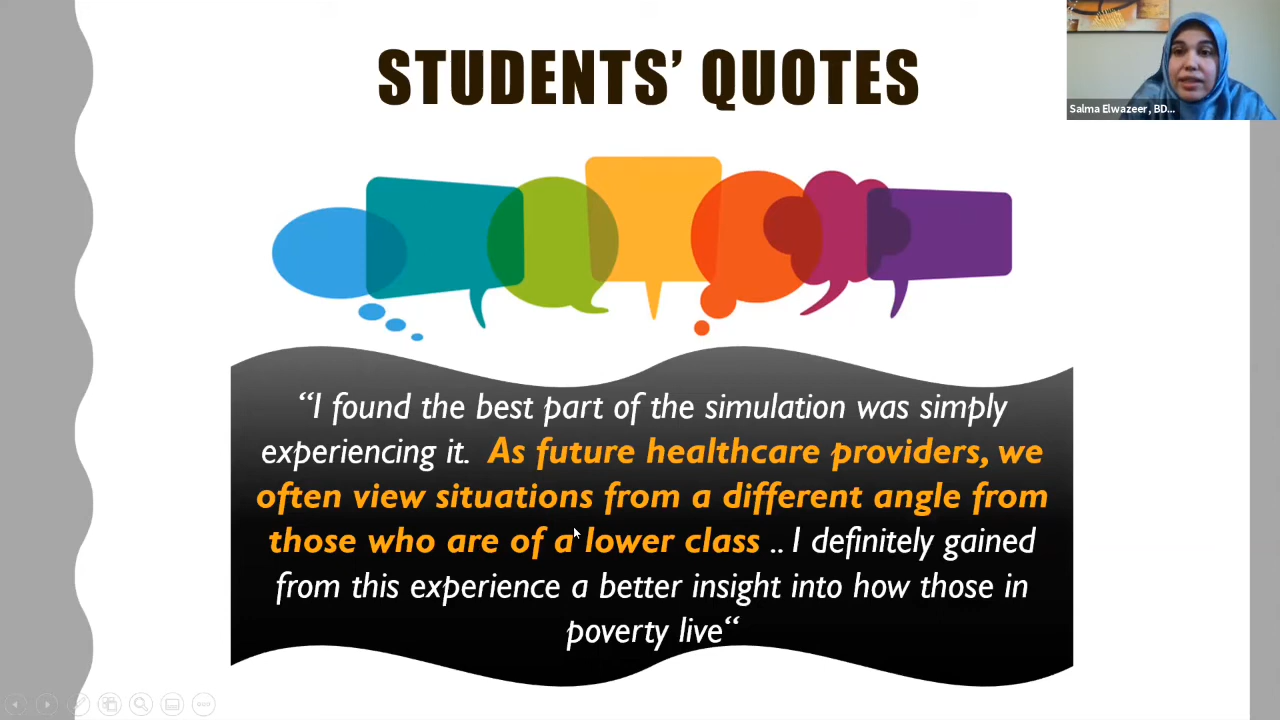 STUDENTS’ QUOTES
Salma Elwazeer, BD...
“I found the best part of the simulation was simply
experiencing it. As future healthcare providers, we
often view situations from a different angle from
those who are of a lower class .. I definitely gained
from this experience a better insight into how those in
poverty live“